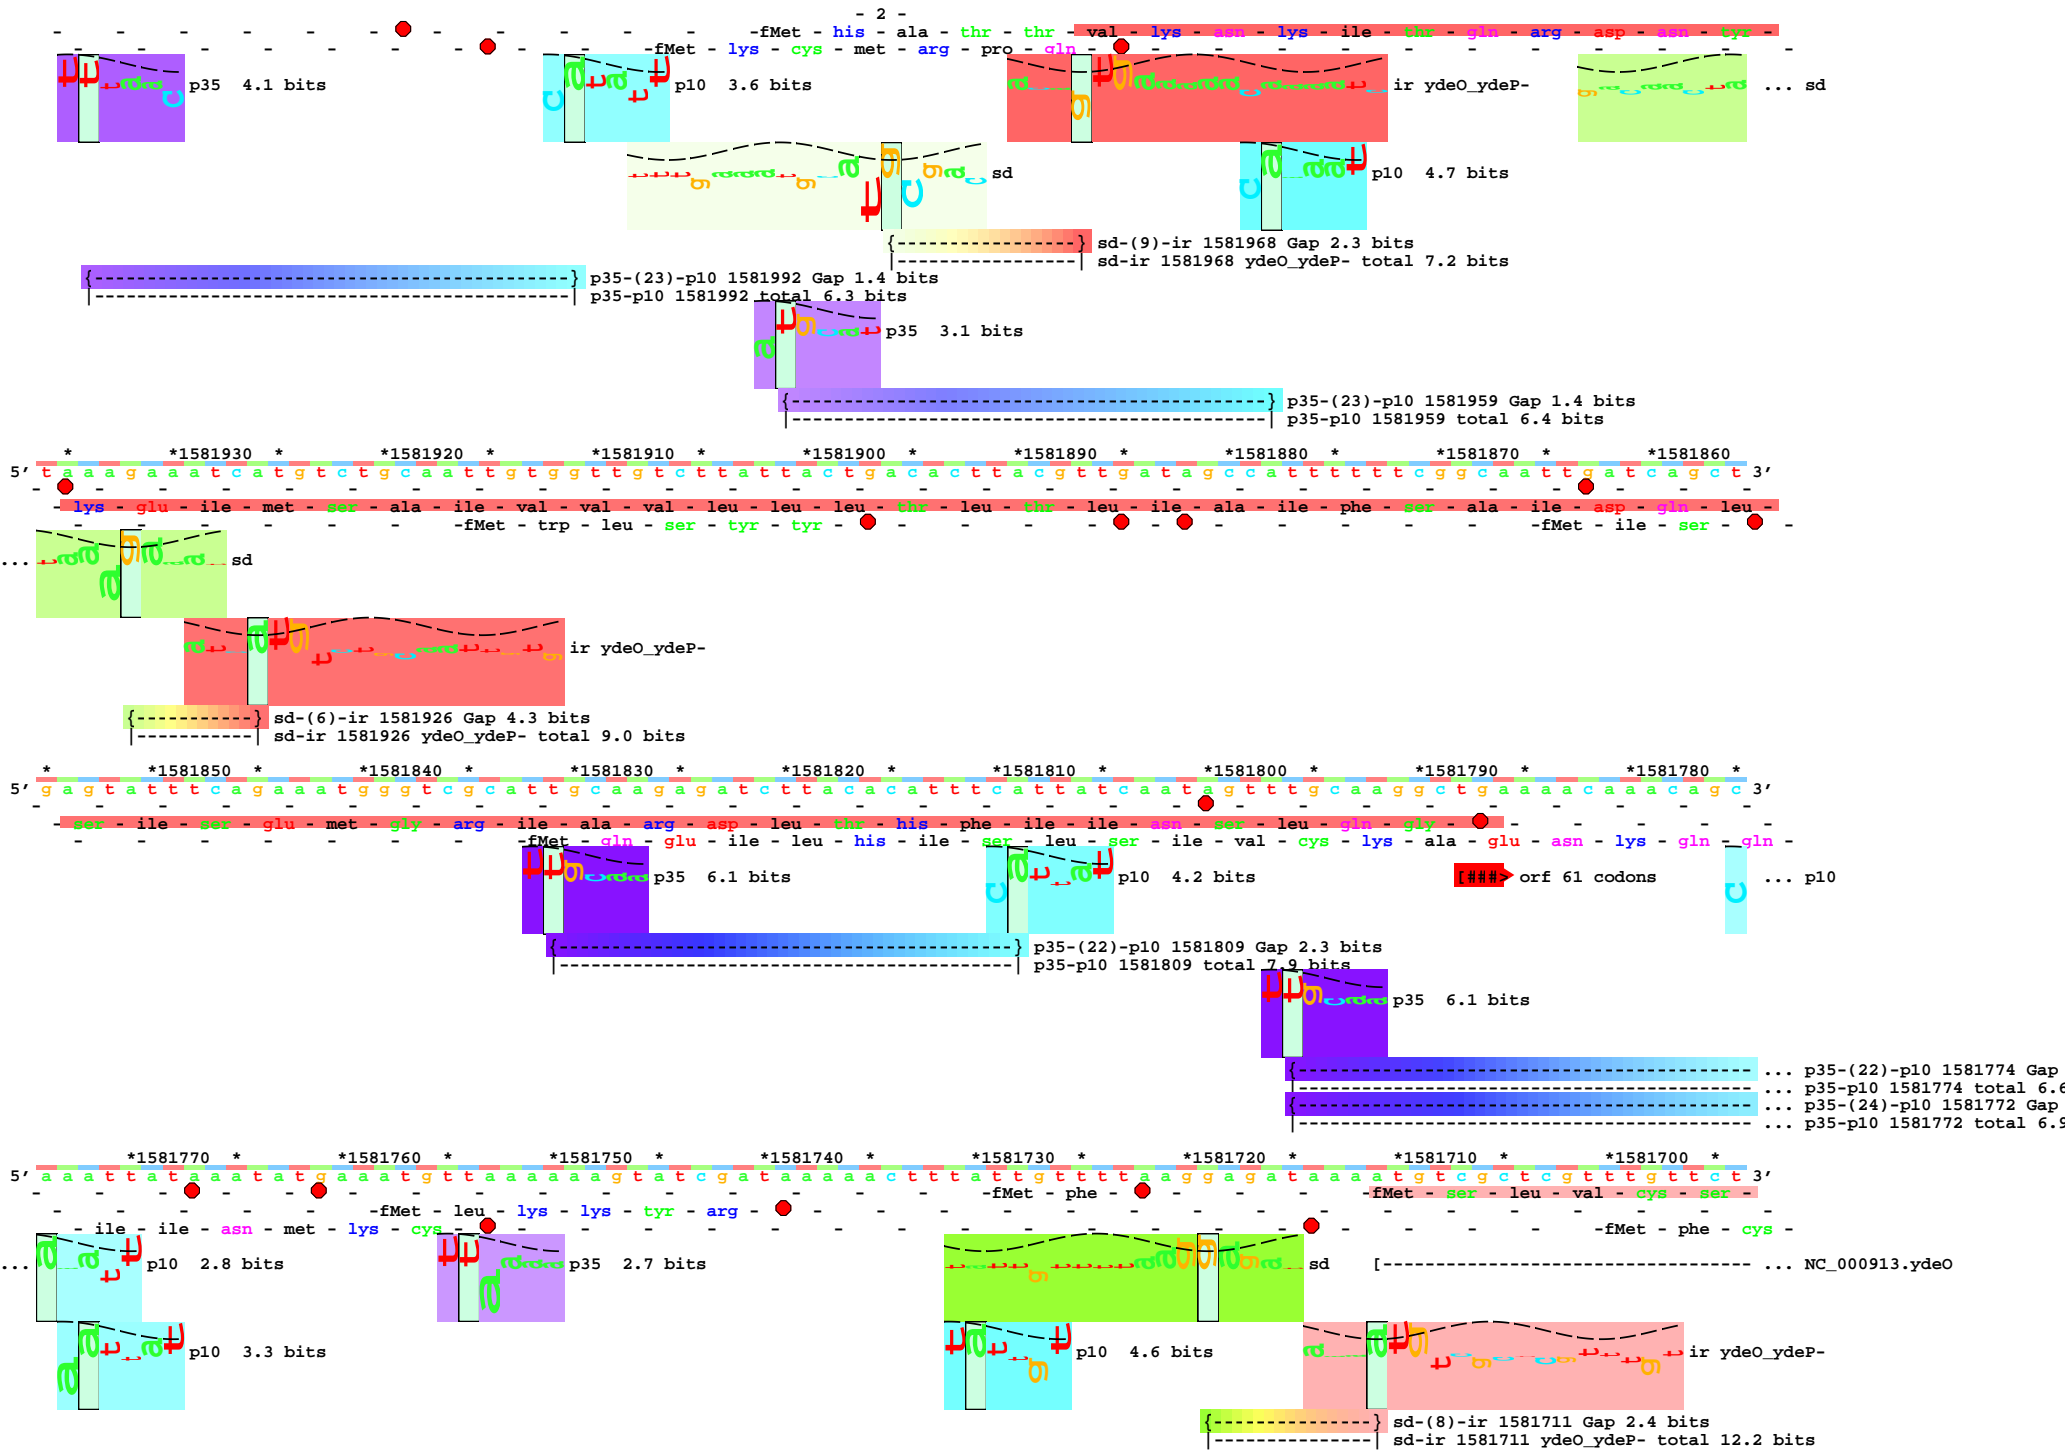 - 2 -
-fMet - his - ala - thr - thr - val - lys - asn - lys - ile - thr - gln - arg - asp - asn - tyr -
-fMet - lys - cys - met - arg - pro - gln
p35 4.1 bits
p10 3.6 bits
ir ydeO_ydeP-
... sd
sd
p10 4.7 bits
{---------} sd-(9)-ir 1581968 Gap 2.3 bits
|---------| sd-ir 1581968 ydeO_ydeP- total 7.2 bits
p35-(23)-p10 1581992 Gap 1.4 bits
p35-p10 1581992 total 6.3 bits
p35 3.1 bits
p35-(23)-p10 1581959 Gap 1.4 bits
p35-p10 1581959 total 6.4 bits
* *1581930 * *1581920 * *1581910 * *1581900 * *1581890 * *1581880 * *1581870 * *1581860
5' t a a a g a a a t c a t g t c t g c a a t t g t g g t t g t c t t a t t a c t g a c a c t t a c g t t g a t a g c c a t t t t t t c g g c a a t t g a t c a g c t 3'
- lys - glu - ile - met - ser - ala - ile - val - val - val - leu - leu - leu - thr - leu - thr - leu - ile - ala - ile - phe - ser - ala - ile - asp - gln - leu -
-fMet - trp - leu - ser - tyr - tyr - -fMet - ile - ser -
... sd
ir ydeO_ydeP-
sd-(6)-ir 1581926 Gap 4.3 bits
sd-ir 1581926 ydeO_ydeP- total 9.0 bits
* *1581850 * *1581840 * *1581830 * *1581820 * *1581810 * *1581800 * *1581790 * *1581780 *
5' g a g t a t t t c a g a a a t g g g t c g c a t t g c a a g a g a t c t t a c a c a t t t c a t t a t c a a t a g t t t g c a a g g c t g a a a a c a a a c a g c 3'
- ser - ile - ser - glu - met - gly - arg - ile - ala - arg - asp - leu - thr - his - phe - ile - ile - asn - ser - leu - gln - gly -
-fMet - gln - glu - ile - leu - his - ile - ser - leu - ser - ile - val - cys - lys - ala - glu - asn - lys - gln - gln -
p35 6.1 bits
p10 4.2 bits
[###> orf 61 codons
... p10
p35-(22)-p10 1581809 Gap 2.3 bits
p35-p10 1581809 total 7.9 bits
p35 6.1 bits
... p35-(22)-p10 1581774 Gap
... p35-p10 1581774 total 6.6
... p35-(24)-p10 1581772 Gap
... p35-p10 1581772 total 6.9
*1581770 * *1581760 * *1581750 * *1581740 * *1581730 * *1581720 * *1581710 * *1581700 *
5' a a a t t a t a a a t a t g a a a t g t t a a a a a a g t a t c g a t a a a a a c t t t a t t g t t t t a a g g a g a t a a a a t g t c g c t c g t t t g t t c t 3'
-fMet - phe - -fMet - ser - leu - val - cys - ser -
-fMet - leu - lys - lys - tyr - arg -
- ile - ile - asn - met - lys - cys - -fMet - phe - cys -
... p10 2.8 bits
p35 2.7 bits
sd
[------------------ ... NC_000913.ydeO
p10 3.3 bits
p10 4.6 bits
ir ydeO_ydeP-
sd-(8)-ir 1581711 Gap 2.4 bits
sd-ir 1581711 ydeO_ydeP- total 12.2 bits